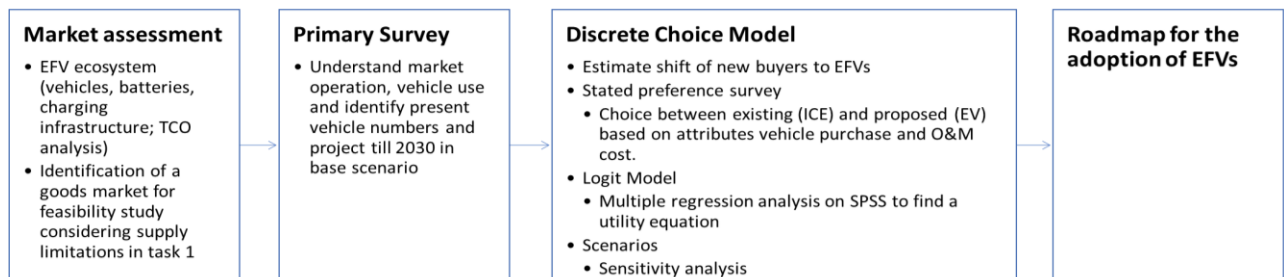 Market assessment
• EFV ecosystem
(vehicles, batteries,
charging
infrastructure; TCO
analysis)
• Identification of a
goods market for
feasibility study
considering supply
limitations in task 1
Primary Survey
• Understand market
operation, vehicle use
and identify present
vehicle numbers and
project till 2030 in
base scenario
Discrete Choice Model
• Estimate shift of new buyers to EFVs
• Stated preference survey
• Choice between existing (ICE) and proposed (EV)
based on attributes vehicle purchase and O&M
cost.
• Logit Model
• Multiple regression analysis on SPSS to find a
utility equation
• Scenarios
• Sensitivity analysis
Roadmap for the
adoption of EFVs